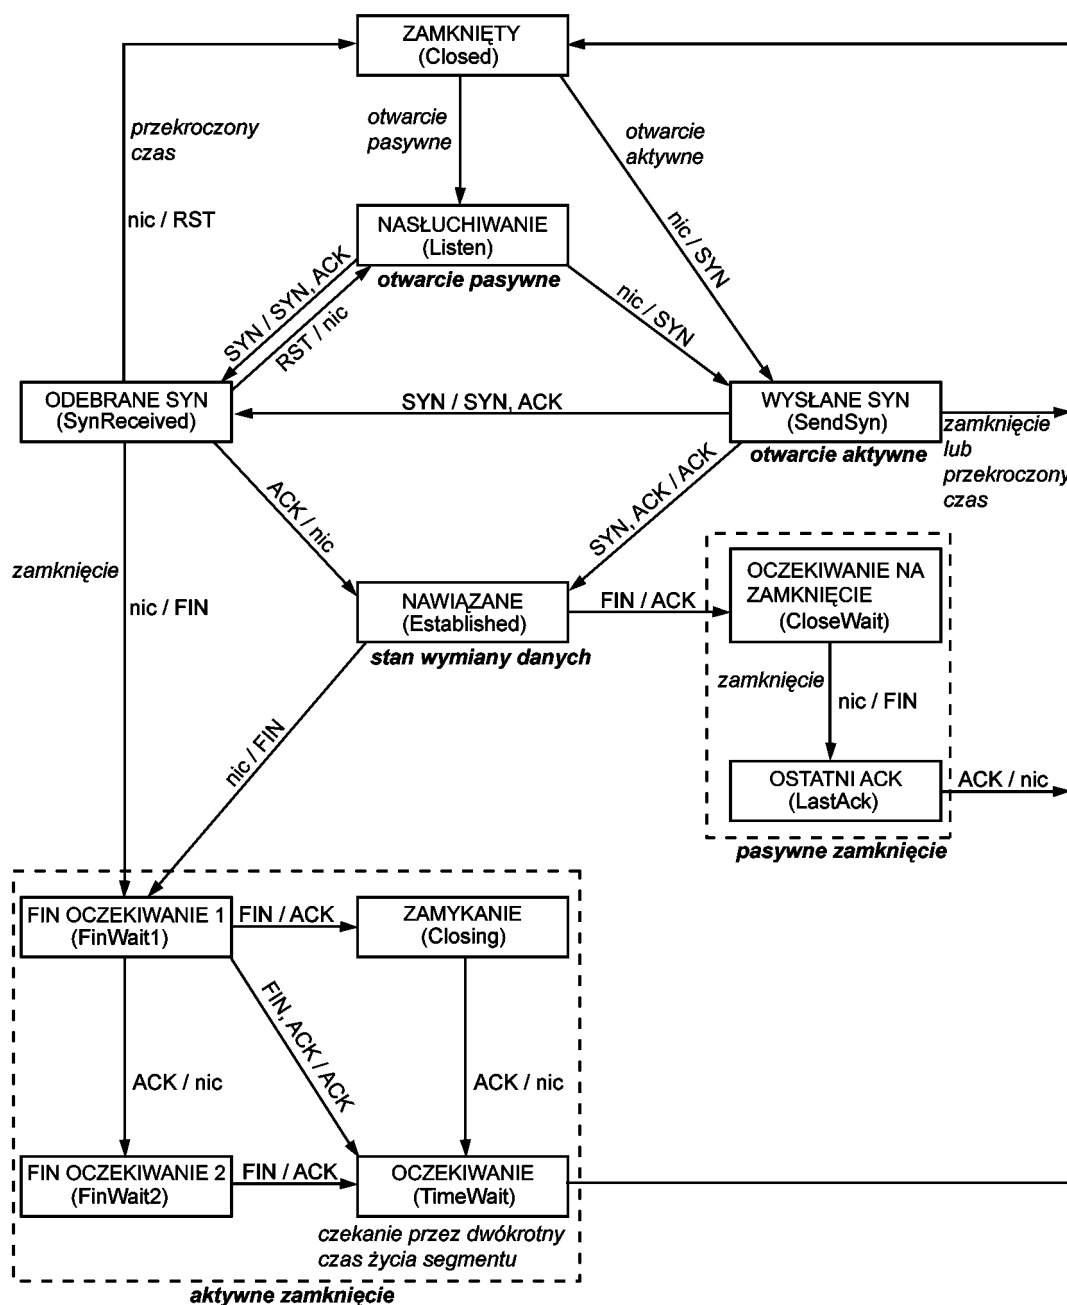 ZAMKNIĘTY
(Closed)
przekroczony
czas
otwarcie
pasywne
otwarcie
aktywne
nic / RST
NASŁUCHIWANIE
(Listen)
otwarcie pasywne
nic / SYN
SYN / SYN, ACK
RST / nic
nic / SYN
ODEBRANE SYN
(SynReceived)
SYN / SYN, ACK
WYSŁANE SYN
(SendSyn)
otwarcie aktywne
zamknięcie
lub
przekroczony
czas
ACK / nic
SYN, ACK / ACK
zamknięcie
nic / FIN
NAWIĄZANE
(Established)
stan wymiany danych
FIN / ACK
OCZEKIWANIE NA
ZAMKNIĘCIE
(CloseWait)
zamknięcie
nic / FIN
nic / FIN
OSTATNI ACK
(LastAck)
ACK / nic
pasywne zamknięcie
FIN OCZEKIWANIE 1
(FinWait1)
FIN / ACK
ZAMYKANIE
(Closing)
FIN, ACK / ACK
ACK / nic
ACK / nic
FIN OCZEKIWANIE 2
(FinWait2)
FIN / ACK
OCZEKIWANIE
(TimeWait)
czekanie przez dwókrotny
czas życia segmentu
aktywne zamknięcie